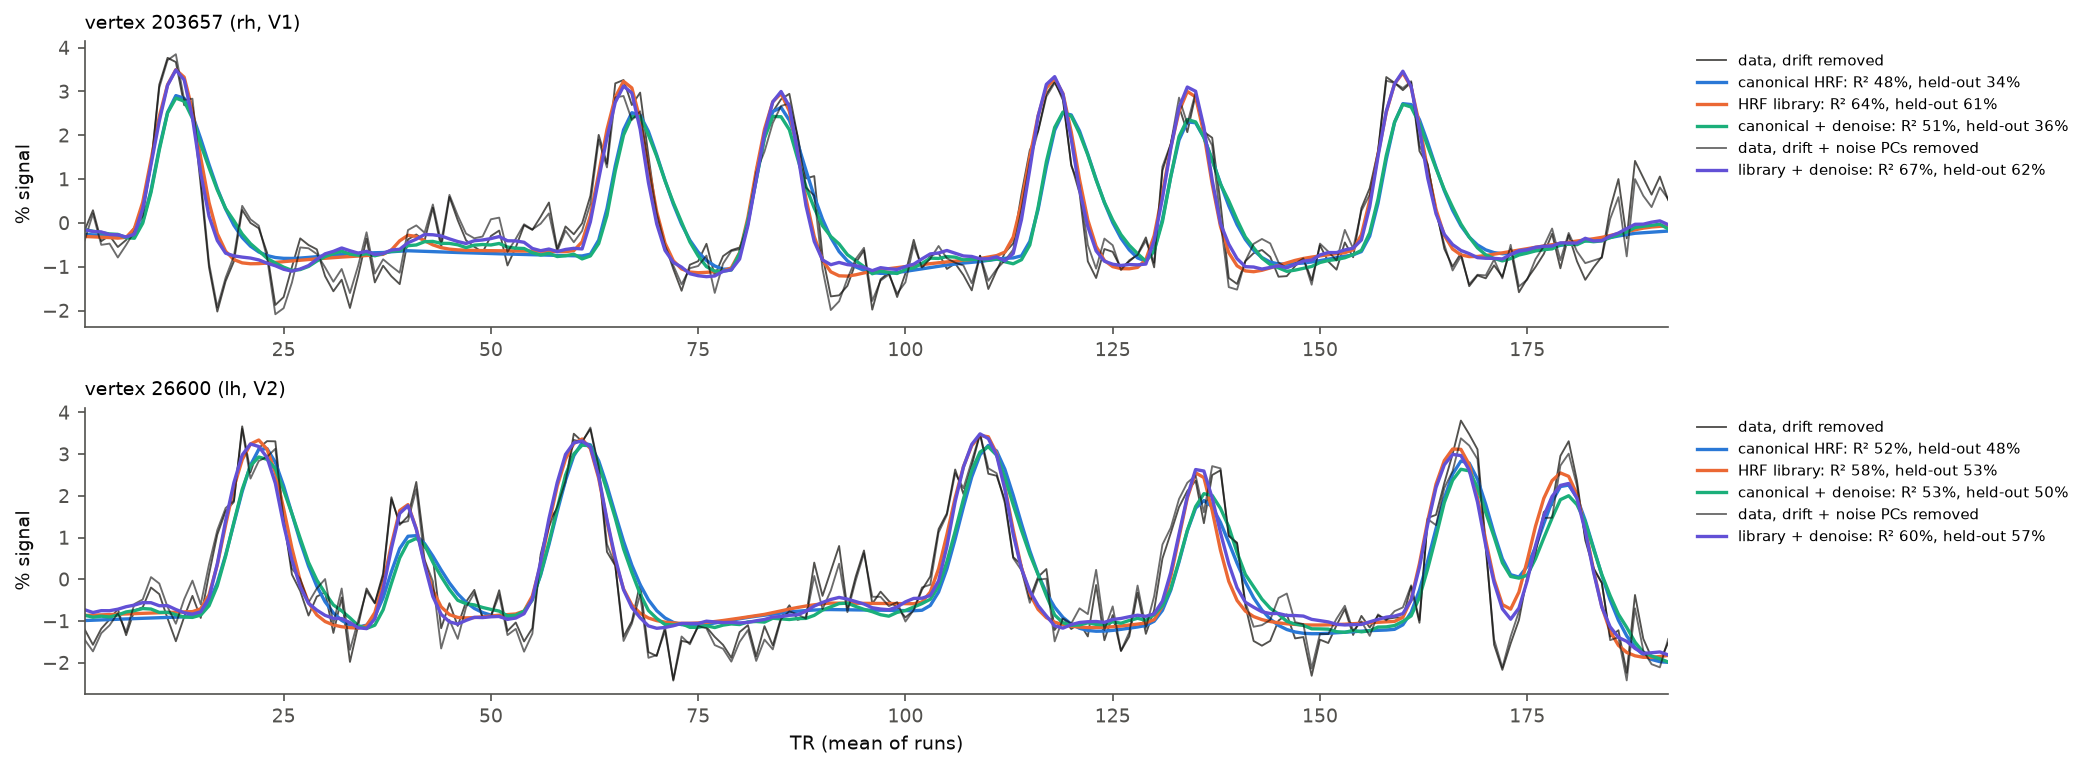 vertex 203657 (rh, V1)
4
3
2
1
0
−1
−2
% signal
25 50 75 100 125 150 175
data, drift removed
canonical HRF: R² 48%, held-out 34%
HRF library: R² 64%, held-out 61%
canonical + denoise: R² 51%, held-out 36%
data, drift + noise PCs removed
library + denoise: R² 67%, held-out 62%
vertex 26600 (lh, V2)
4
3
2
1
0
−1
−2
% signal
25 50 75 100 125 150 175
TR (mean of runs)
data, drift removed
canonical HRF: R² 52%, held-out 48%
HRF library: R² 58%, held-out 53%
canonical + denoise: R² 53%, held-out 50%
data, drift + noise PCs removed
library + denoise: R² 60%, held-out 57%